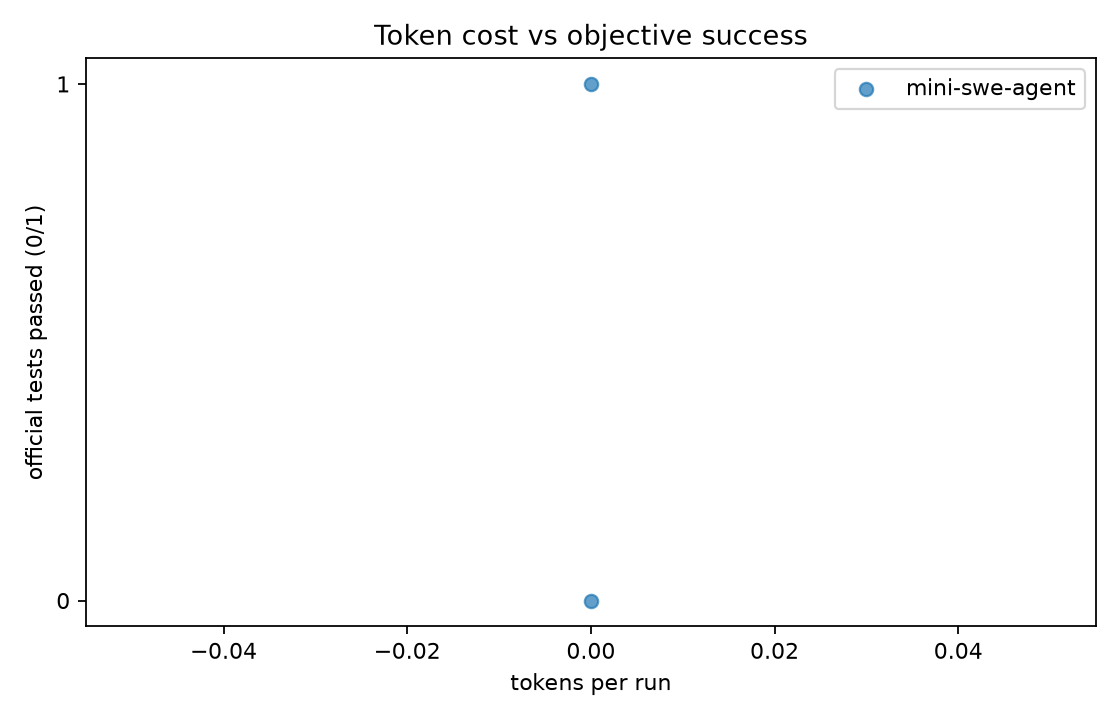 Token cost vs objective success
mini-swe-agent
official tests passed (0/1)
1
0
−0.04
−0.02
0.00
0.02
0.04
tokens per run